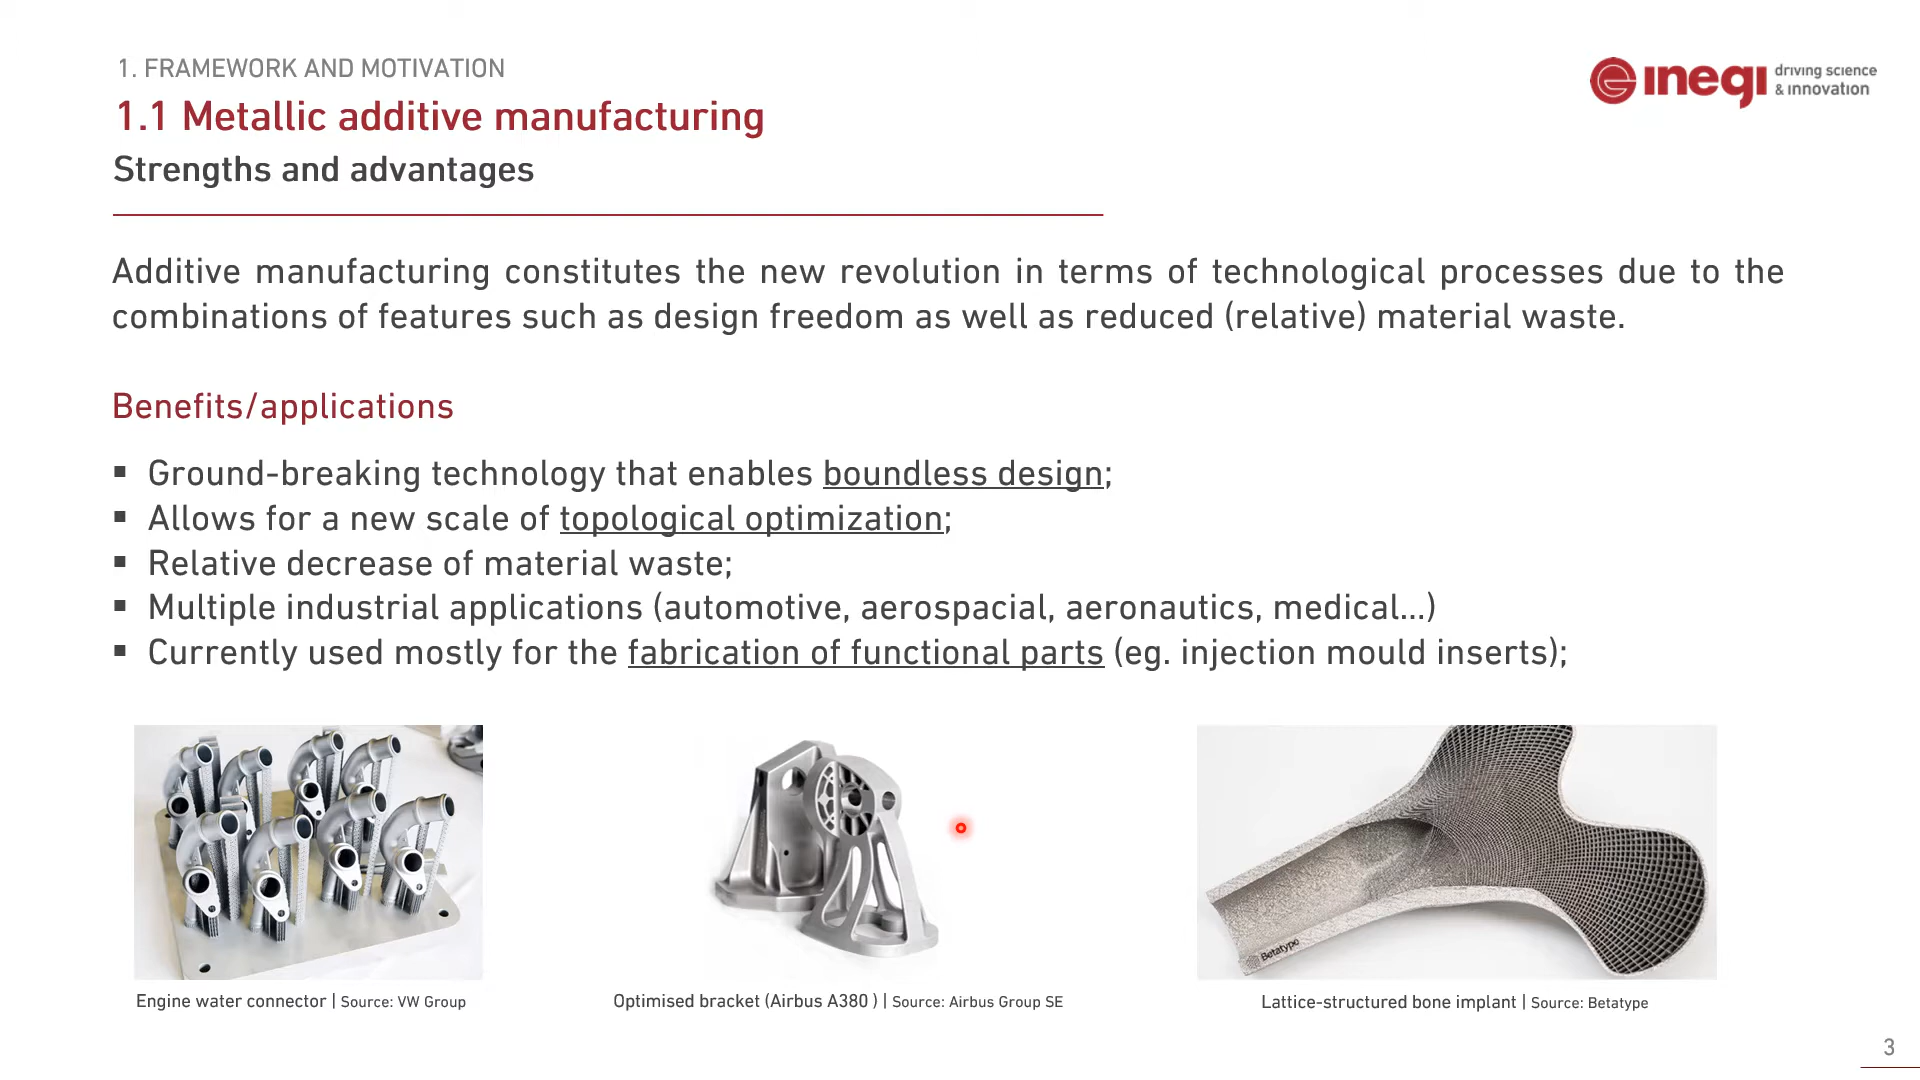 1. FRAMEWORK AND MOTIVATION
1.1 Metallic additive manufacturing
Strengths and advantages
inegi driving science
& innovation
Additive manufacturing constitutes the new revolution in terms of technological processes due to the
combinations of features such as design freedom as well as reduced (relative) material waste.
Benefits/applications
▪ Ground-breaking technology that enables boundless design;
▪ Allows for a new scale of topological optimization;
▪ Relative decrease of material waste;
▪ Multiple industrial applications (automotive, aerospacial, aeronautics, medical...)
▪ Currently used mostly for the fabrication of functional parts (eg. injection mould inserts);
Betatype
Engine water connector | Source: VW Group
Optimised bracket (Airbus A380 ) | Source: Airbus Group SE
Lattice-structured bone implant | Source: Betatype
3